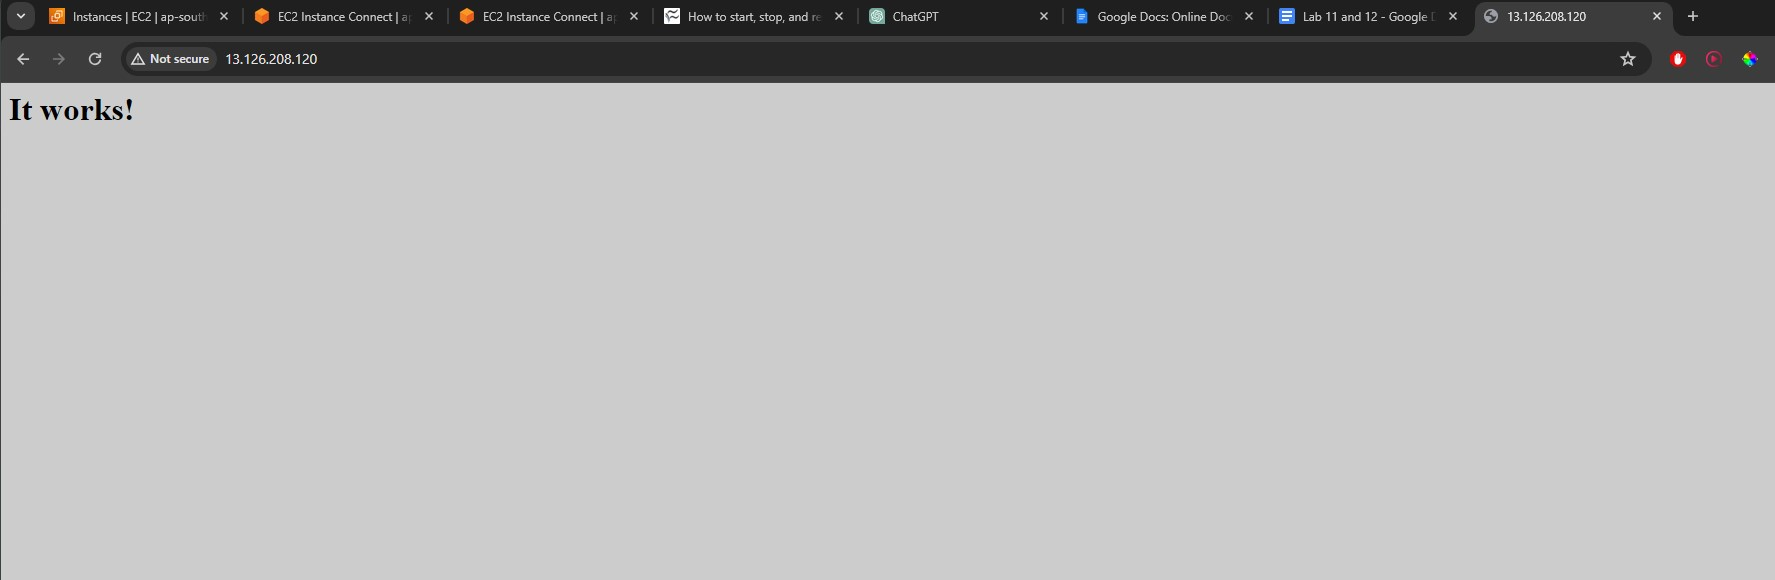 Instances | EC2 | ap-south
EC2 Instance Connect | ap
EC2 Instance Connect | ap
How to start, stop, and re
ChatGPT
Google Docs: Online Doc
Lab 11 and 12 - Google D
13.126.208.120
Not secure
13.126.208.120
It works!